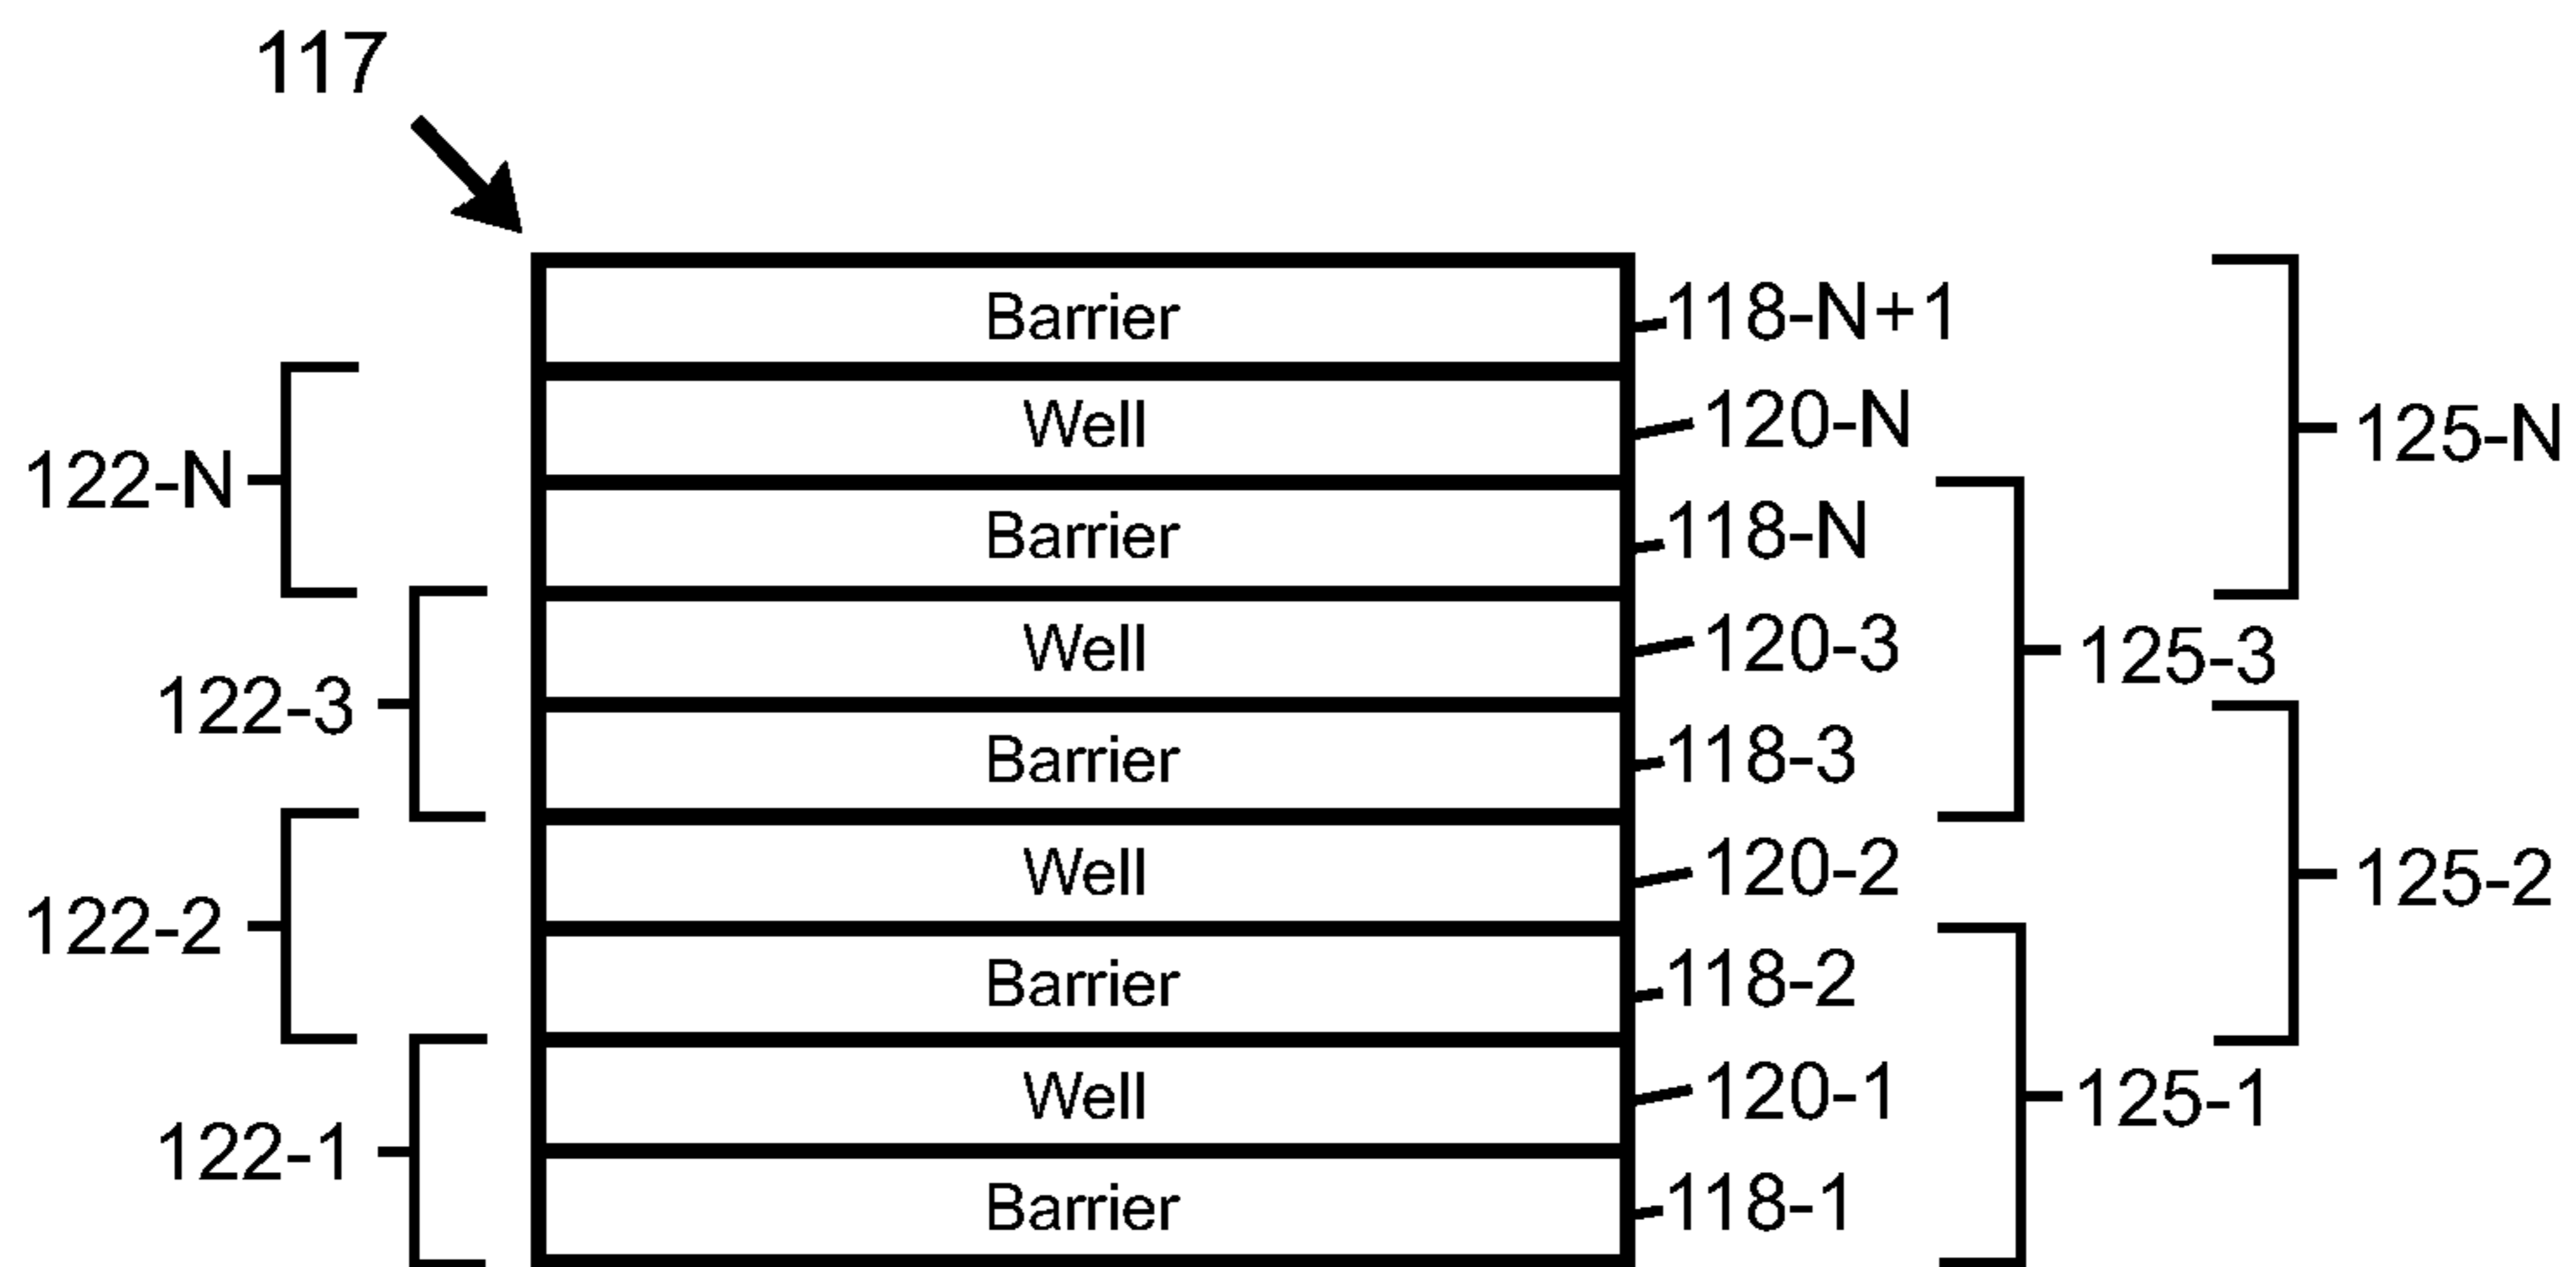 117
Barrier 118-N+1
Well 120-N 125-N
122-N Barrier 118-N
Well 120-3 125-3
122-3 Barrier 118-3
Well 120-2 125-2
122-2 Barrier 118-2
Well 120-1 125-1
122-1 Barrier 118-1